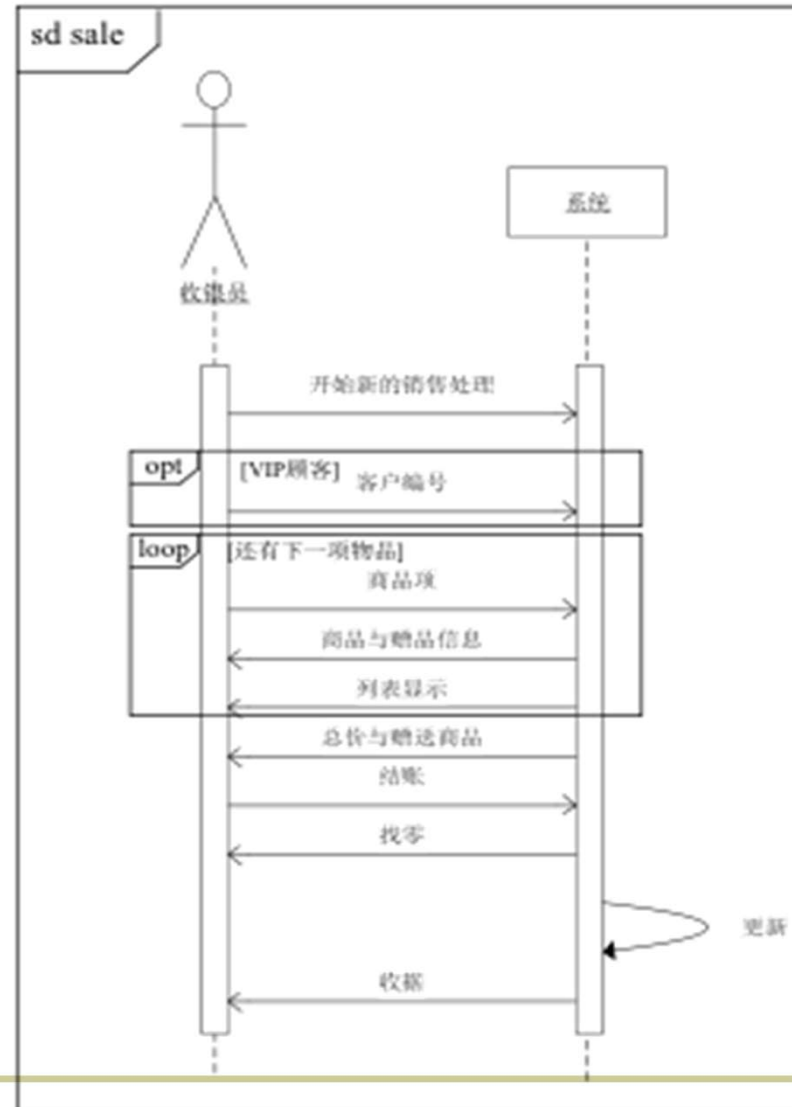 sd sale
系统
收银员
开始新的销售处理
opt
[VIP顾客]
客户编号
loop
[还有下一项物品]
商品项
商品与赠品信息
列表显示
总价与赠送商品
结账
找零
更新
收据